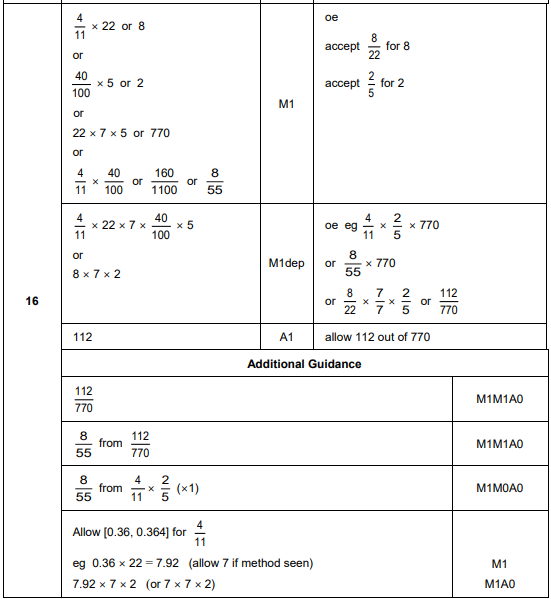 4/11 × 22 or 8
or
40/100 × 5 or 2
or
22 × 7 × 5 or 770
or
4/11 × 40/100 or 160/1100 or 8/55
M1
oe
accept 8/22 for 8
accept 2/5 for 2
16
4/11 × 22 × 7 × 40/100 × 5
or
8 × 7 × 2
M1dep
oe eg 4/11 × 2/5 × 770
or 8/55 × 770
or 8/22 × 7/7 × 2/5 or 112/770
112
A1
allow 112 out of 770
Additional Guidance
112/770
M1M1A0
8/55 from 112/770
M1M1A0
8/55 from 4/11 × 2/5 (×1)
M1M0A0
Allow [0.36, 0.364] for 4/11
eg 0.36 × 22 = 7.92 (allow 7 if method seen)
M1
7.92 × 7 × 2 (or 7 × 7 × 2)
M1A0